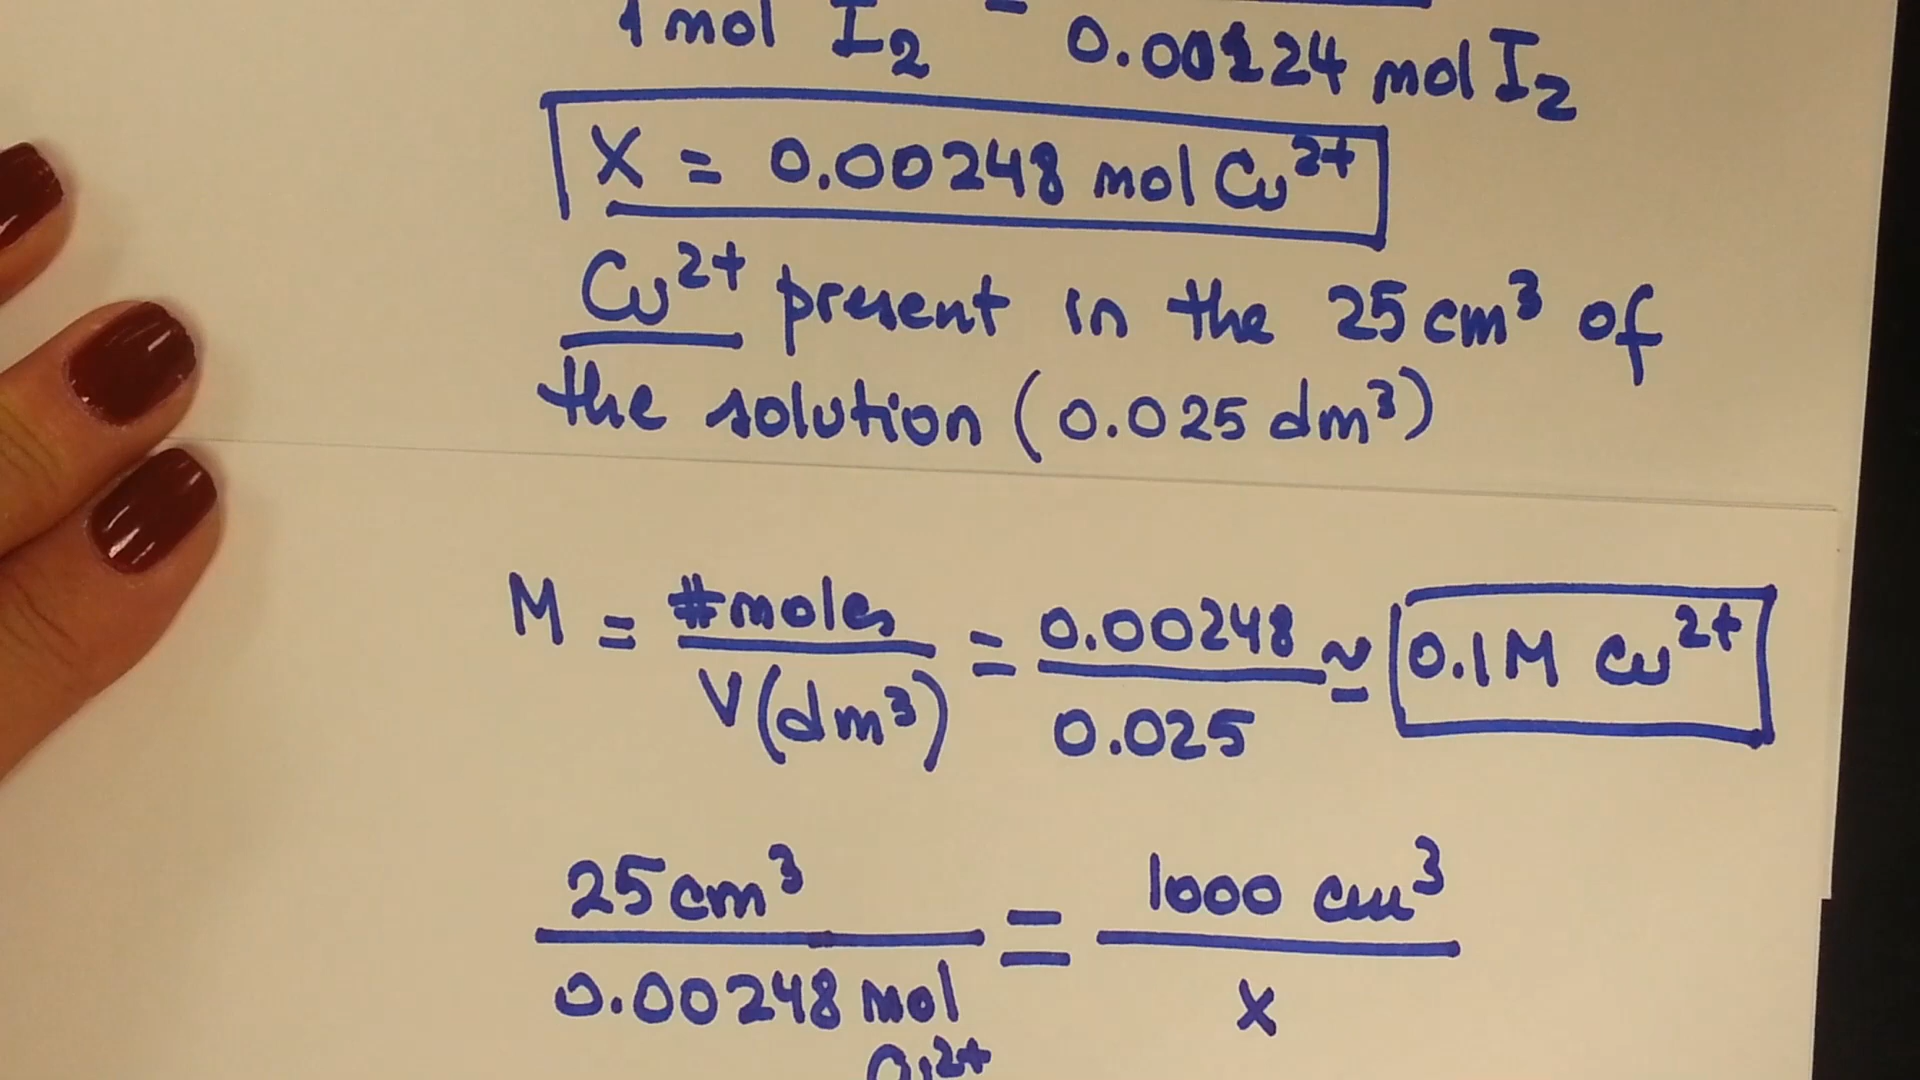 1 mol I₂ = 0.00124 mol I₂
X = 0.00248 mol Cu²⁺
Cu²⁺ present in the 25 cm³ of
the solution (0.025 dm³)
M = #moles / V(dm³) = 0.00248 / 0.025 ≃ 0.1M Cu²⁺
25 cm³ / 0.00248 mol Cu²⁺ = 1000 cm³ / X